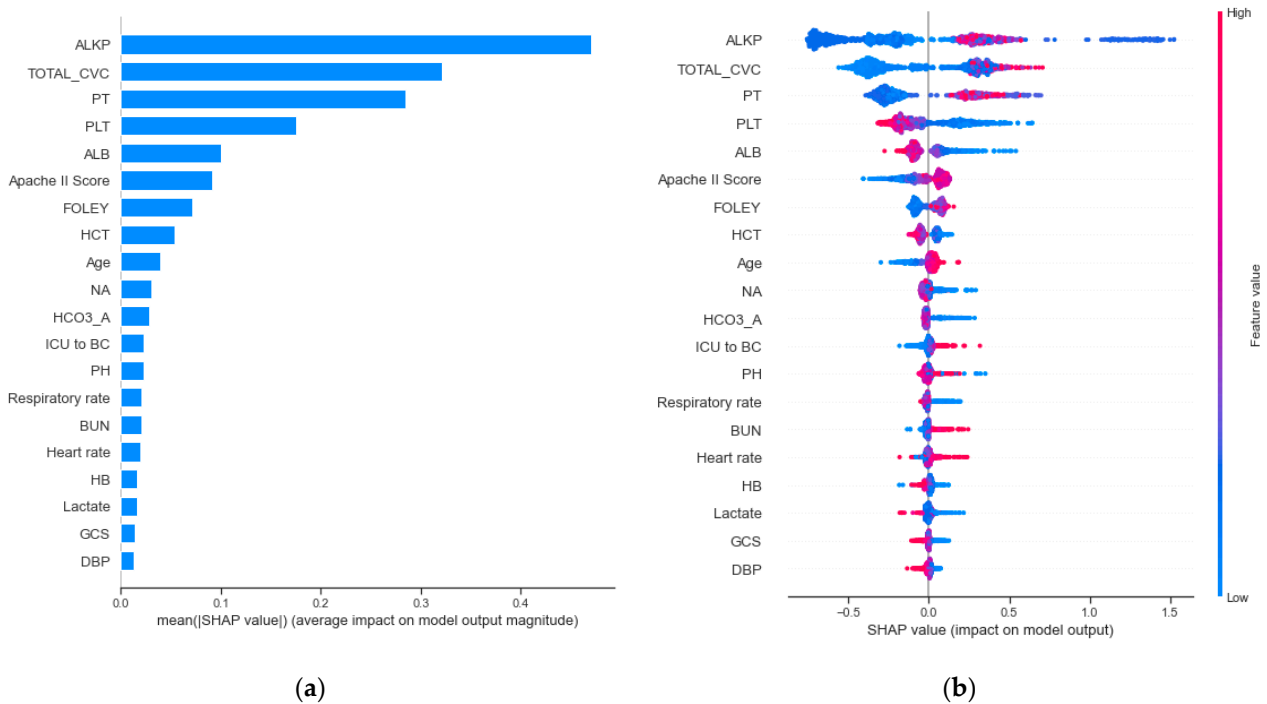 ALKP
TOTAL_CVC
PT
PLT
ALB
Apache II Score
FOLEY
HCT
Age
NA
HCO3_A
ICU to BC
PH
Respiratory rate
BUN
Heart rate
HB
Lactate
GCS
DBP
0.0 0.1 0.2 0.3 0.4
mean(|SHAP value|) (average impact on model output magnitude)
(a)
High
ALKP
TOTAL_CVC
PT
PLT
ALB
Apache II Score
FOLEY
HCT
Age
NA
HCO3_A
ICU to BC
PH
Respiratory rate
BUN
Heart rate
HB
Lactate
GCS
DBP
Low
Feature value
−0.5 0.0 0.5 1.0 1.5
SHAP value (impact on model output)
(b)